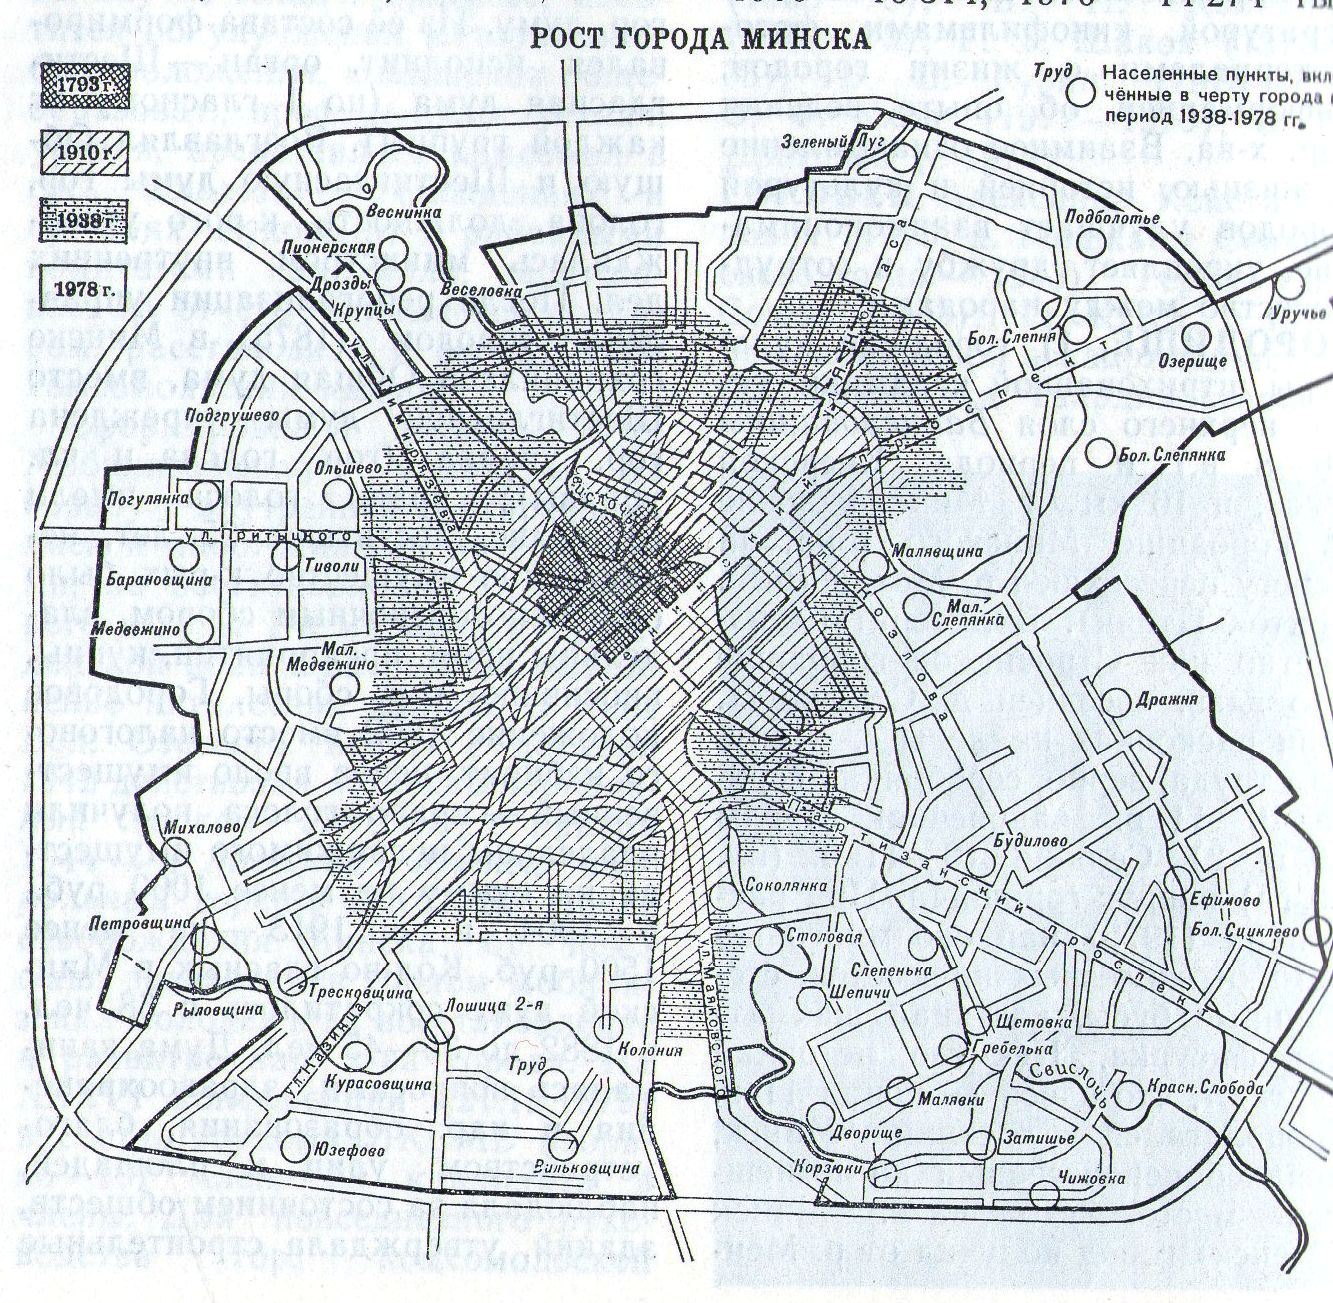 РОСТ ГОРОДА МИНСКА
1793 г.
1910 г.
1938 г.
1978 г.
Труд
Населенные пункты, вкл
чённые в черту города
период 1938-1978 гг.
Зеленый Луг
Веснинка
Подболотье
Пионерская
Дрозды
Крупцы
Веселовка
Уручье
Бол. Слепня
Озерище
ул. Тимирязева
Подгрушево
Ольшево
Бол. Слепянка
Погулянка
Свислочь
ул. Притыцкого
Тиволи
Барановщина
Малявщина
Медвежино
Мал.
Слепянка
Мал.
Медвежино
Дражня
Ленинский проспект
ул. Я. Коласа
ул. Козлова
Партизанский проспект
Михалово
Будилово
Соколянка
Ефимово
Петровщина
Столовая
Бол. Сциклево
Слепенька
Тресковщина
Шепичи
Рыловщина
Лошица 2-я
Щетовка
ул. Маяковского
ул. Казинца
Колония
Гребелька
Свислочь
Курасовщина
Труд
Малявки
Красн. Слобода
Дворище
Затишье
Юзефово
Вильковщина
Корзюки
Чижовка